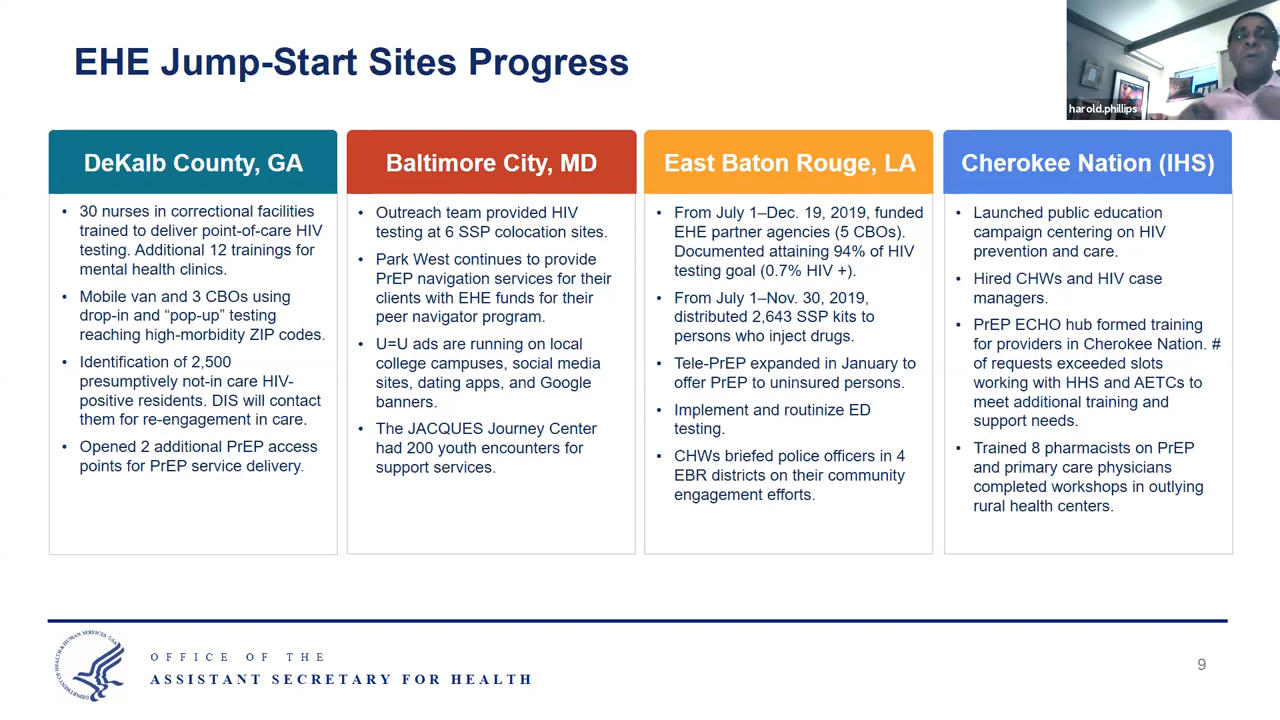 EHE Jump-Start Sites Progress
harold.phillips
DeKalb County, GA
• 30 nurses in correctional facilities
trained to deliver point-of-care HIV
testing. Additional 12 trainings for
mental health clinics.
• Mobile van and 3 CBOs using
drop-in and “pop-up” testing
reaching high-morbidity ZIP codes.
• Identification of 2,500
presumptively not-in care HIV-
positive residents. DIS will contact
them for re-engagement in care.
• Opened 2 additional PrEP access
points for PrEP service delivery.
Baltimore City, MD
• Outreach team provided HIV
testing at 6 SSP colocation sites.
• Park West continues to provide
PrEP navigation services for their
clients with EHE funds for their
peer navigator program.
• U=U ads are running on local
college campuses, social media
sites, dating apps, and Google
banners.
• The JACQUES Journey Center
had 200 youth encounters for
support services.
East Baton Rouge, LA
• From July 1–Dec. 19, 2019, funded
EHE partner agencies (5 CBOs).
Documented attaining 94% of HIV
testing goal (0.7% HIV +).
• From July 1–Nov. 30, 2019,
distributed 2,643 SSP kits to
persons who inject drugs.
• Tele-PrEP expanded in January to
offer PrEP to uninsured persons.
• Implement and routinize ED
testing.
• CHWs briefed police officers in 4
EBR districts on their community
engagement efforts.
Cherokee Nation (IHS)
• Launched public education
campaign centering on HIV
prevention and care.
• Hired CHWs and HIV case
managers.
• PrEP ECHO hub formed training
for providers in Cherokee Nation. #
of requests exceeded slots
working with HHS and AETCs to
meet additional training and
support needs.
• Trained 8 pharmacists on PrEP
and primary care physicians
completed workshops in outlying
rural health centers.
DEPARTMENT OF HEALTH & HUMAN SERVICES · USA
OFFICE OF THE
ASSISTANT SECRETARY FOR HEALTH
9